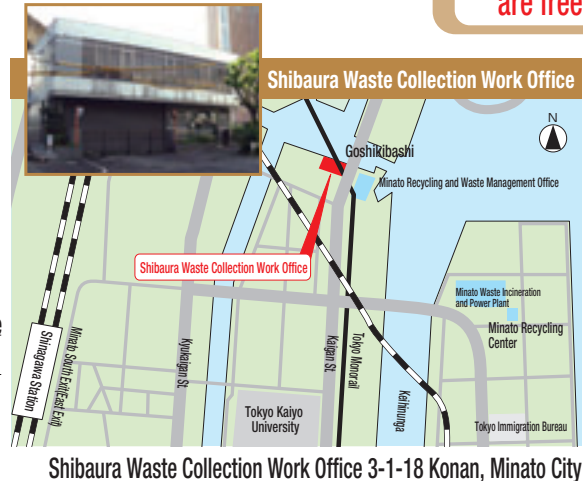 are free
Shibaura Waste Collection Work Office
N
Goshikibashi
Minato Recycling and Waste Management Office
Shibaura Waste Collection Work Office
Minato Waste Incineration
and Power Plant
Minato Recycling
Center
Shinagawa Station
Minato South Exit(East Exit)
Kyukaigan St.
Kaigan St.
Tokyo Monorail
Kaihinunga
Tokyo Kaiyo
University
Tokyo Immigration Bureau
Shibaura Waste Collection Work Office 3-1-18 Konan, Minato City